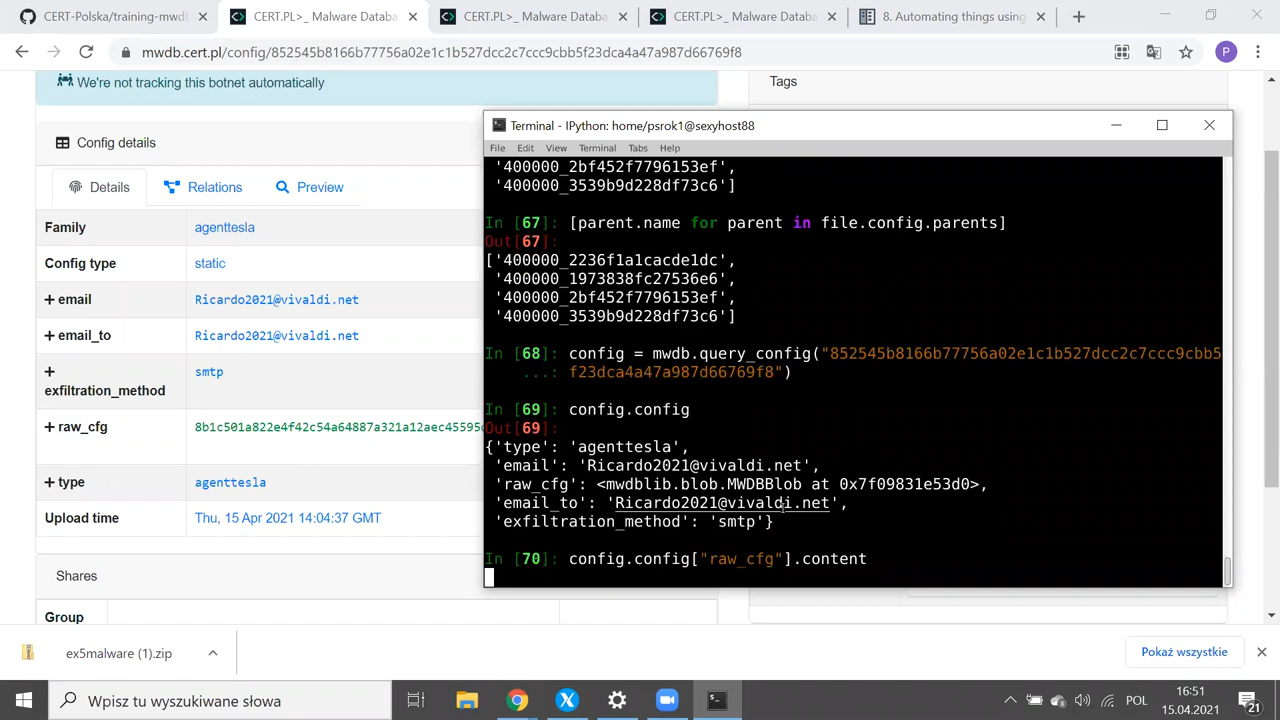 CERT-Polska/training-mwdb
CERT.PL>_ Malware Databa
CERT.PL>_ Malware Databa
CERT.PL>_ Malware Databa
8. Automating things using
mwdb.cert.pl/config/852545b8166b77756a02e1c1b527dcc2c7ccc9cbb5f23dca4a47a987d66769f8
P
We're not tracking this botnet automatically
Tags
Config details
Details
Relations
Preview
Family
agenttesla
Config type
static
+ email
Ricardo2021@vivaldi.net
+ email_to
Ricardo2021@vivaldi.net
+
exfiltration_method
smtp
+ raw_cfg
8b1c501a822e4f42c54a64887a321a12aec45595
+ type
agenttesla
Upload time
Thu, 15 Apr 2021 14:04:37 GMT
Shares
Group
Terminal - IPython: home/psrok1@sexyhost88
File Edit View Terminal Tabs Help
'400000_2bf452f7796153ef',
'400000_3539b9d228df73c6']
In [67]: [parent.name for parent in file.config.parents]
Out[67]:
['400000_2236f1a1cacde1dc',
'400000_1973838fc27536e6',
'400000_2bf452f7796153ef',
'400000_3539b9d228df73c6']
In [68]: config = mwdb.query_config("852545b8166b77756a02e1c1b527dcc2c7ccc9cbb5
...: f23dca4a47a987d66769f8")
In [69]: config.config
Out[69]:
{'type': 'agenttesla',
'email': 'Ricardo2021@vivaldi.net',
'raw_cfg': <mwdblib.blob.MWDBBlob at 0x7f09831e53d0>,
'email_to': 'Ricardo2021@vivaldi.net',
'exfiltration_method': 'smtp'}
In [70]: config.config["raw_cfg"].content
ex5malware (1).zip
Pokaż wszystkie
Wpisz tu wyszukiwane słowa
POL
16:51
15.04.2021
21